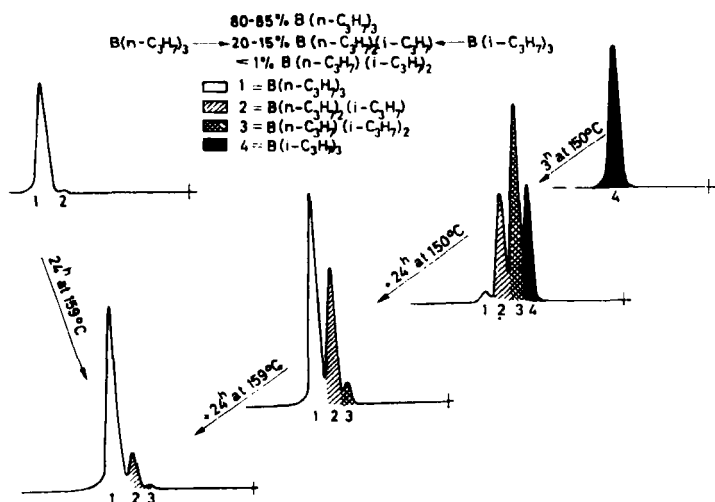 80-85% B(n-C₃H₇)₃
B(n-C₃H₇)₃ → 20-15% B(n-C₃H₇)₂(i-C₃H₇) ← B(i-C₃H₇)₃
< 1% B(n-C₃H₇)(i-C₃H₇)₂
1 = B(n-C₃H₇)₃
2 = B(n-C₃H₇)₂(i-C₃H₇)
3 = B(n-C₃H₇)(i-C₃H₇)₂
4 = B(i-C₃H₇)₃
1 2
3ʰ at 150°C
4
24ʰ at 150°C
1 2 3 4
24ʰ at 159°C
24ʰ at 159°C
1 2 3
1 2 3